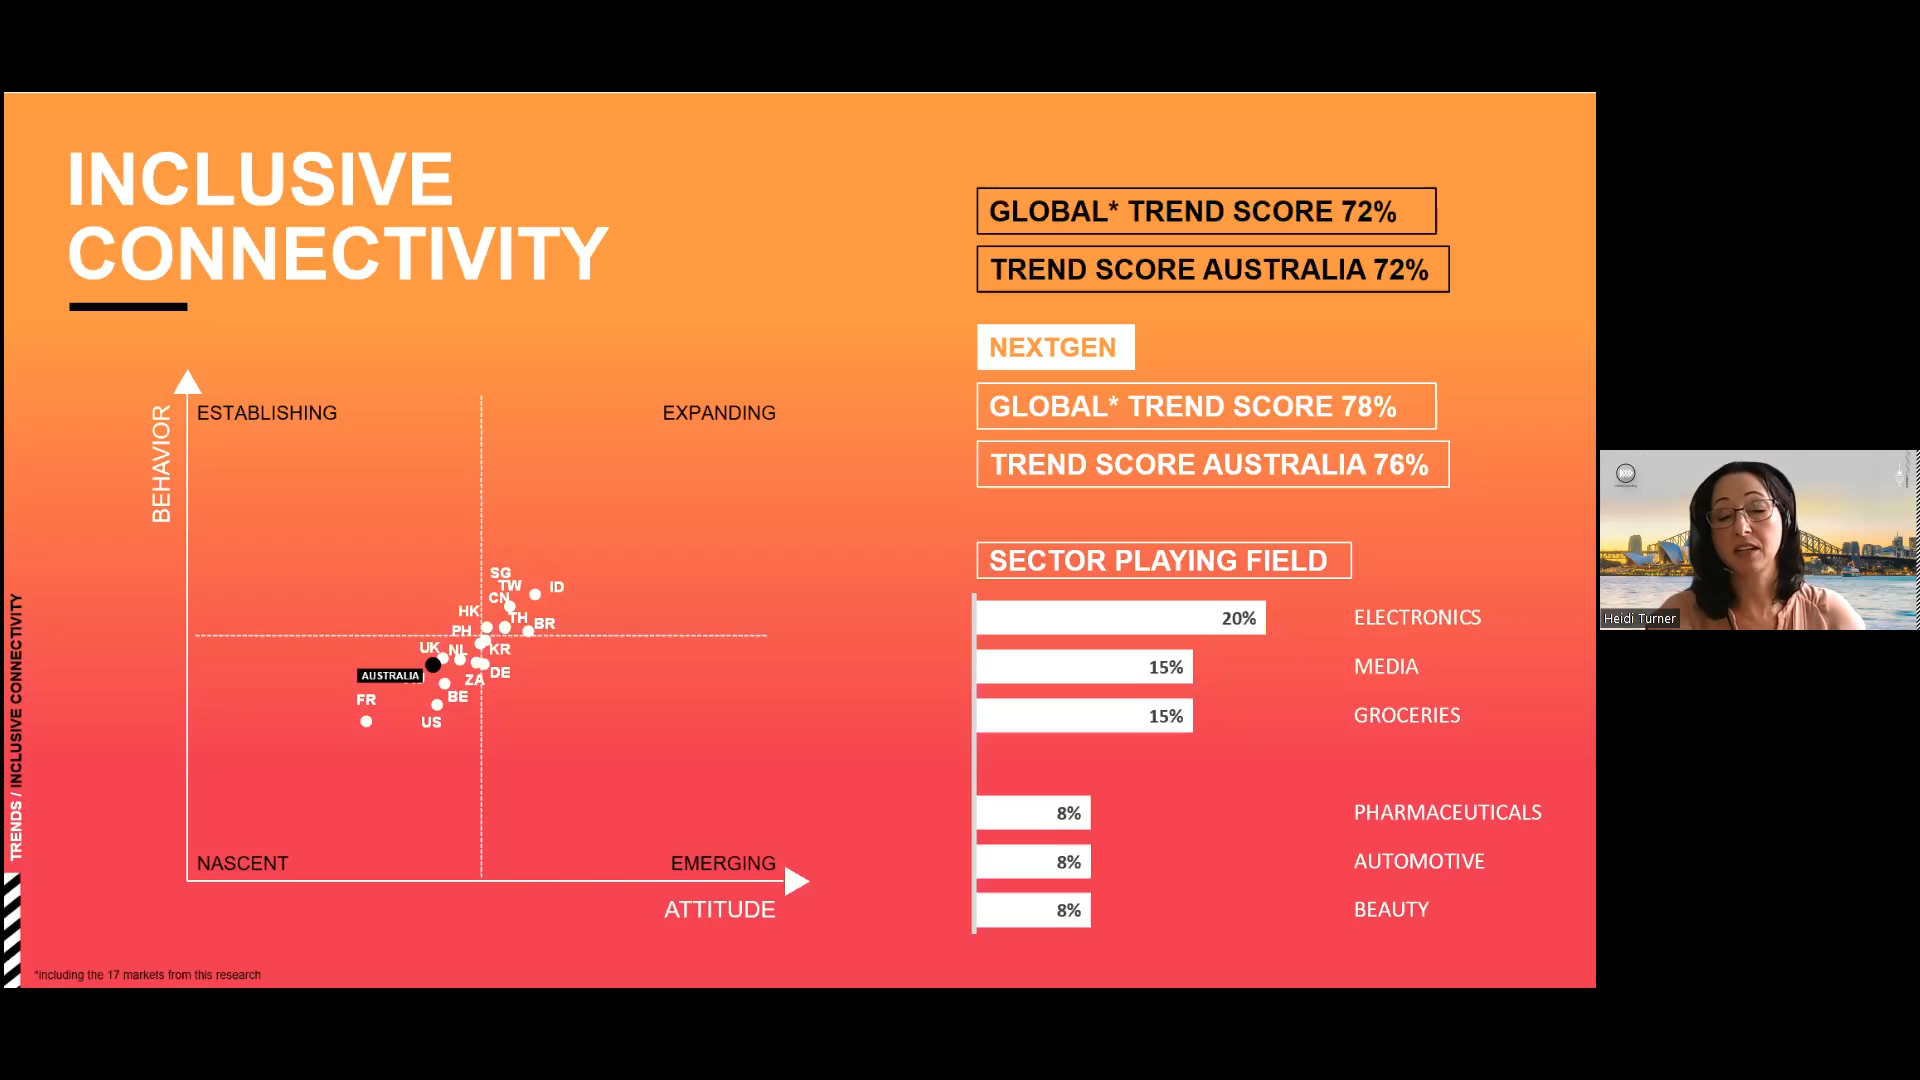 INCLUSIVE
CONNECTIVITY
GLOBAL* TREND SCORE 72%
TREND SCORE AUSTRALIA 72%
NEXTGEN
GLOBAL* TREND SCORE 78%
TREND SCORE AUSTRALIA 76%
BEHAVIOR
ESTABLISHING
EXPANDING
SG
TW
ID
CN
HK
TH
BR
PH
UK
NL
KR
AUSTRALIA
ZA
DE
FR
BE
US
NASCENT
EMERGING
ATTITUDE
SECTOR PLAYING FIELD
20% ELECTRONICS
15% MEDIA
15% GROCERIES
8% PHARMACEUTICALS
8% AUTOMOTIVE
8% BEAUTY
TRENDS / INCLUSIVE CONNECTIVITY
*including the 17 markets from this research
Heidi Turner